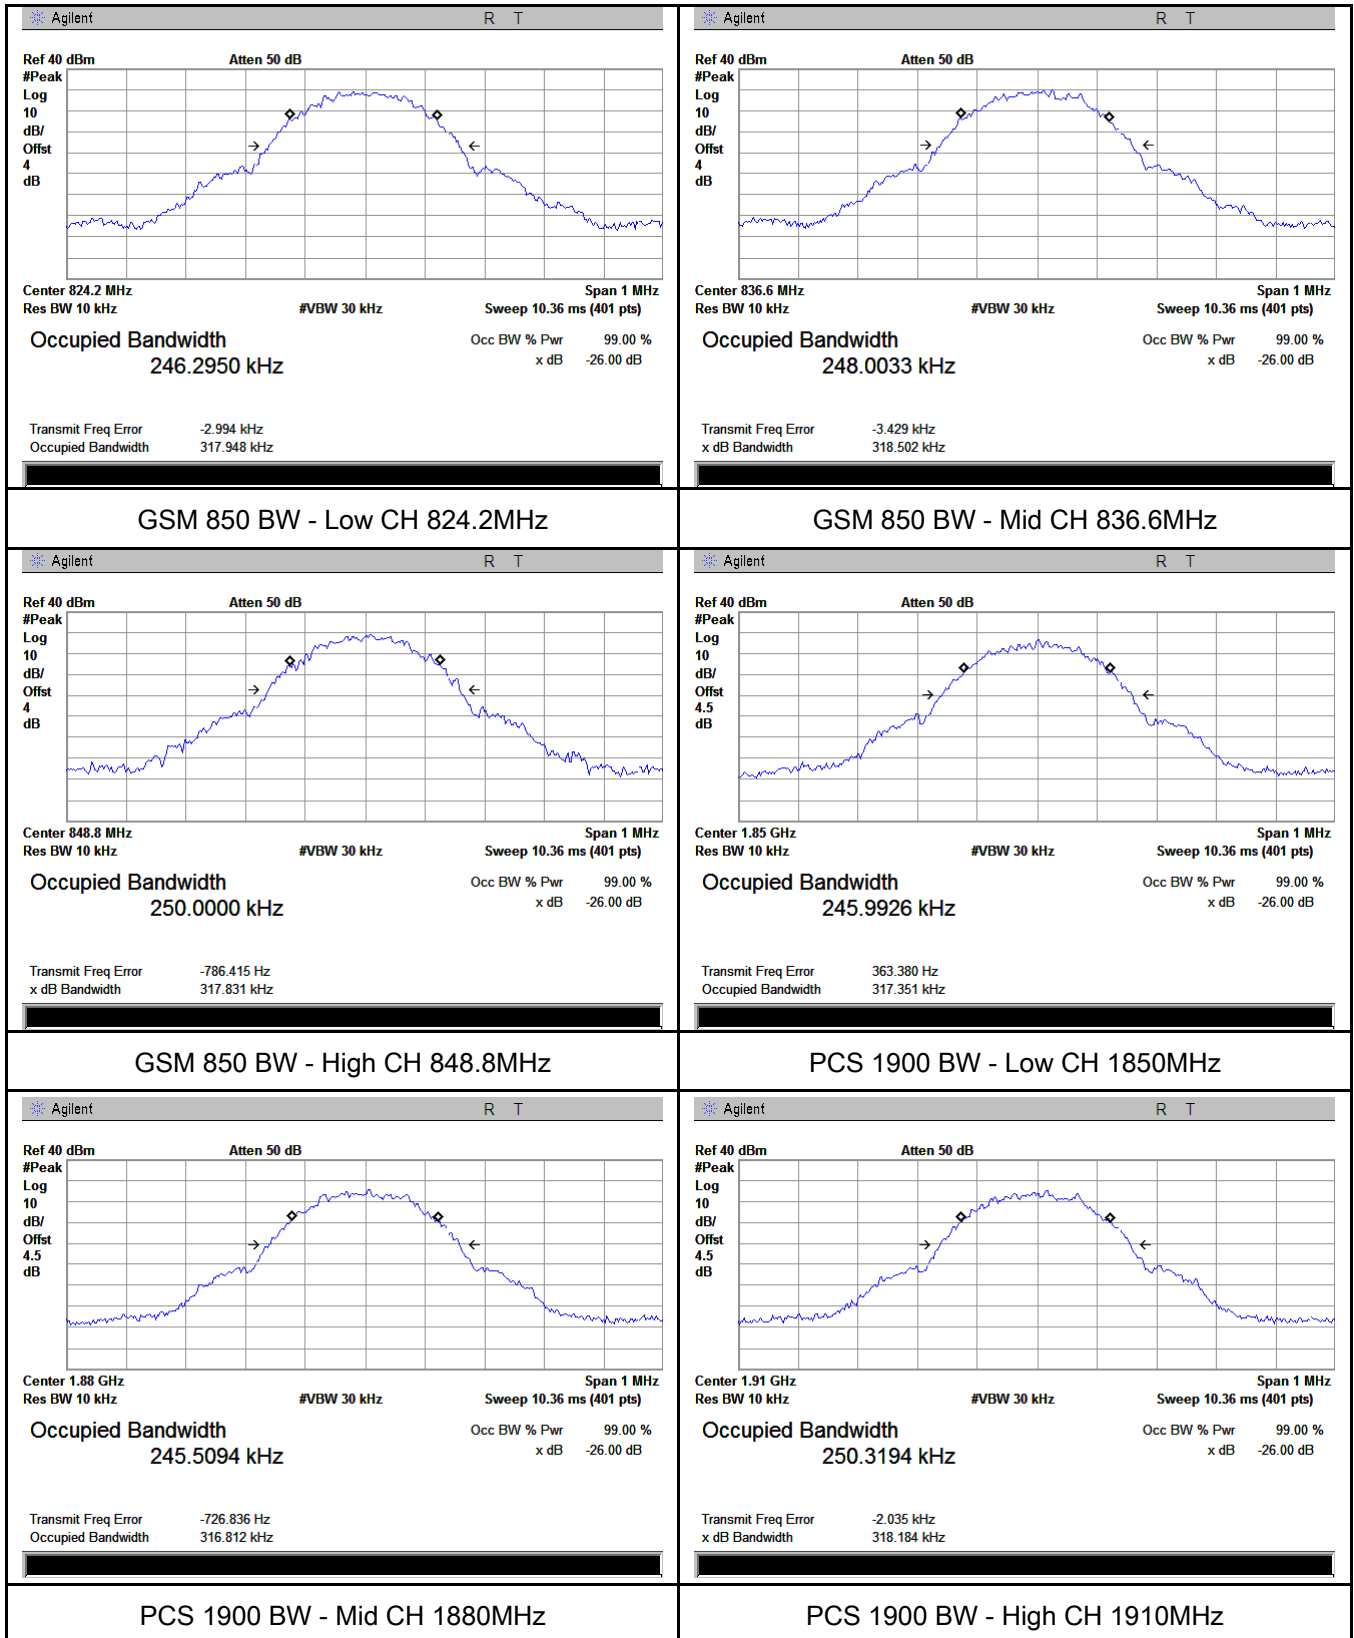 Agilent R T
Ref 40 dBm Atten 50 dB
#Peak
Log
10
dB/
Offst
4
dB
Center 824.2 MHz Span 1 MHz
Res BW 10 kHz #VBW 30 kHz Sweep 10.36 ms (401 pts)
Occupied Bandwidth Occ BW % Pwr 99.00 %
246.2950 kHz x dB -26.00 dB
Transmit Freq Error -2.994 kHz
Occupied Bandwidth 317.948 kHz
GSM 850 BW - Low CH 824.2MHz
Agilent R T
Ref 40 dBm Atten 50 dB
#Peak
Log
10
dB/
Offst
4
dB
Center 836.6 MHz Span 1 MHz
Res BW 10 kHz #VBW 30 kHz Sweep 10.36 ms (401 pts)
Occupied Bandwidth Occ BW % Pwr 99.00 %
248.0033 kHz x dB -26.00 dB
Transmit Freq Error -3.429 kHz
x dB Bandwidth 318.502 kHz
GSM 850 BW - Mid CH 836.6MHz
Agilent R T
Ref 40 dBm Atten 50 dB
#Peak
Log
10
dB/
Offst
4
dB
Center 848.8 MHz Span 1 MHz
Res BW 10 kHz #VBW 30 kHz Sweep 10.36 ms (401 pts)
Occupied Bandwidth Occ BW % Pwr 99.00 %
250.0000 kHz x dB -26.00 dB
Transmit Freq Error -786.415 Hz
x dB Bandwidth 317.831 kHz
GSM 850 BW - High CH 848.8MHz
Agilent R T
Ref 40 dBm Atten 50 dB
#Peak
Log
10
dB/
Offst
4.5
dB
Center 1.85 GHz Span 1 MHz
Res BW 10 kHz #VBW 30 kHz Sweep 10.36 ms (401 pts)
Occupied Bandwidth Occ BW % Pwr 99.00 %
245.9926 kHz x dB -26.00 dB
Transmit Freq Error 363.380 Hz
Occupied Bandwidth 317.351 kHz
PCS 1900 BW - Low CH 1850MHz
Agilent R T
Ref 40 dBm Atten 50 dB
#Peak
Log
10
dB/
Offst
4.5
dB
Center 1.88 GHz Span 1 MHz
Res BW 10 kHz #VBW 30 kHz Sweep 10.36 ms (401 pts)
Occupied Bandwidth Occ BW % Pwr 99.00 %
245.5094 kHz x dB -26.00 dB
Transmit Freq Error -726.836 Hz
Occupied Bandwidth 316.812 kHz
PCS 1900 BW - Mid CH 1880MHz
Agilent R T
Ref 40 dBm Atten 50 dB
#Peak
Log
10
dB/
Offst
4.5
dB
Center 1.91 GHz Span 1 MHz
Res BW 10 kHz #VBW 30 kHz Sweep 10.36 ms (401 pts)
Occupied Bandwidth Occ BW % Pwr 99.00 %
250.3194 kHz x dB -26.00 dB
Transmit Freq Error -2.035 kHz
x dB Bandwidth 318.184 kHz
PCS 1900 BW - High CH 1910MHz